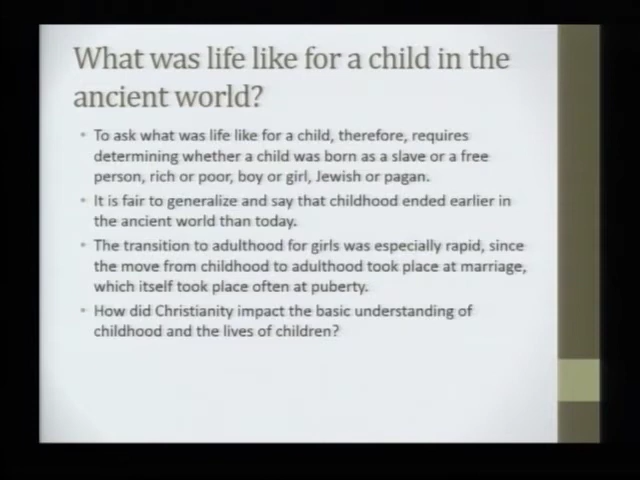 What was life like for a child in the
ancient world?
• To ask what was life like for a child, therefore, requires
determining whether a child was born as a slave or a free
person, rich or poor, boy or girl, Jewish or pagan.
• It is fair to generalize and say that childhood ended earlier in
the ancient world than today.
• The transition to adulthood for girls was especially rapid, since
the move from childhood to adulthood took place at marriage,
which itself took place often at puberty.
• How did Christianity impact the basic understanding of
childhood and the lives of children?